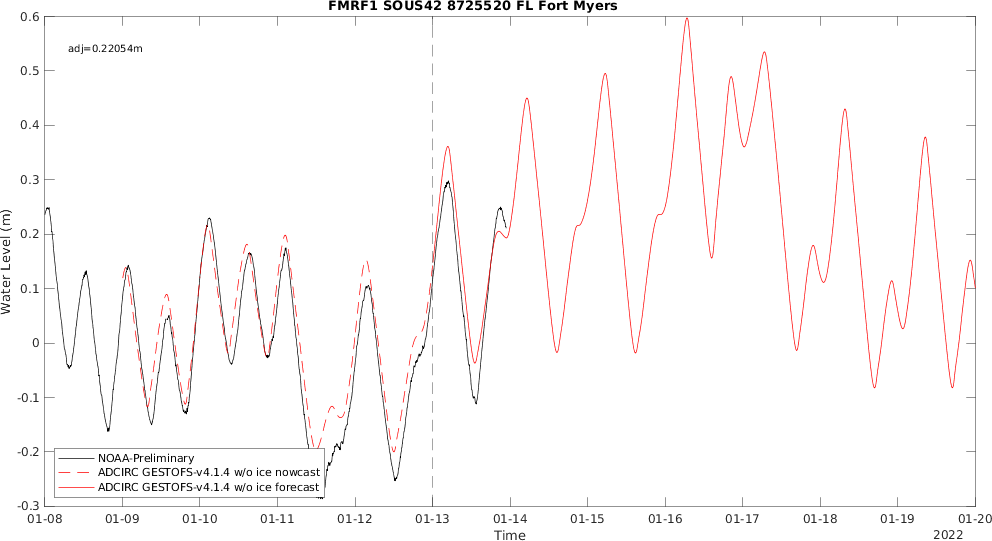 FMRF1 SOUS42 8725520 FL Fort Myers
adj=0.22054m
0.6
0.5
0.4
0.3
0.2
0.1
0
-0.1
-0.2
-0.3
Water Level (m)
NOAA-Preliminary
ADCIRC GESTOFS-v4.1.4 w/o ice nowcast
ADCIRC GESTOFS-v4.1.4 w/o ice forecast
01-08 01-09 01-10 01-11 01-12 01-13 01-14 01-15 01-16 01-17 01-18 01-19 01-20
Time
2022